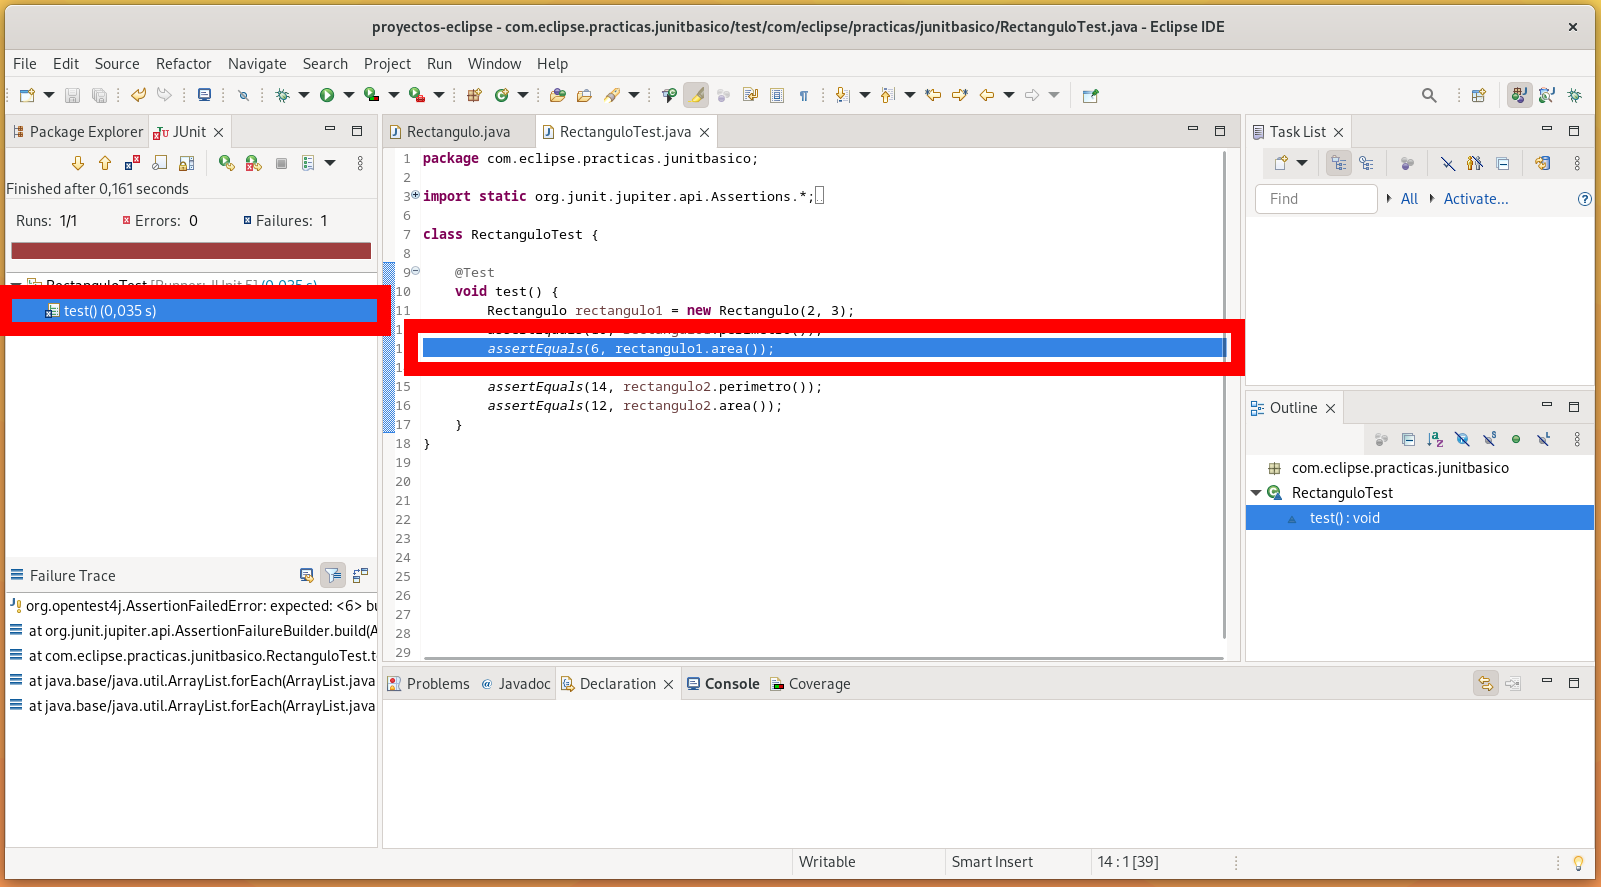 proyectos-eclipse - com.eclipse.practicas.junitbasico/test/com/eclipse/practicas/junitbasico/RectanguloTest.java - Eclipse IDE
File Edit Source Refactor Navigate Search Project Run Window Help
Package Explorer
JUnit
Finished after 0,161 seconds
Runs: 1/1 Errors: 0 Failures: 1
RectanguloTest [Runner: JUnit 5] (0,035 s)
test() (0,035 s)
Failure Trace
org.opentest4j.AssertionFailedError: expected: <6> bu
at org.junit.jupiter.api.AssertionFailureBuilder.build(A
at com.eclipse.practicas.junitbasico.RectanguloTest.t
at java.base/java.util.ArrayList.forEach(ArrayList.java
at java.base/java.util.ArrayList.forEach(ArrayList.java
Rectangulo.java
RectanguloTest.java
1 package com.eclipse.practicas.junitbasico;
2
3 import static org.junit.jupiter.api.Assertions.*;
6
7 class RectanguloTest {
8
9 @Test
10 void test() {
11 Rectangulo rectangulo1 = new Rectangulo(2, 3);
assertEquals(6, rectangulo1.area());
15 assertEquals(14, rectangulo2.perimetro());
16 assertEquals(12, rectangulo2.area());
17 }
18 }
19
20
21
22
23
24
25
26
27
28
29
Problems Javadoc Declaration Console Coverage
Task List
Find All Activate...
Outline
com.eclipse.practicas.junitbasico
RectanguloTest
test() : void
Writable Smart Insert 14 : 1 [39]